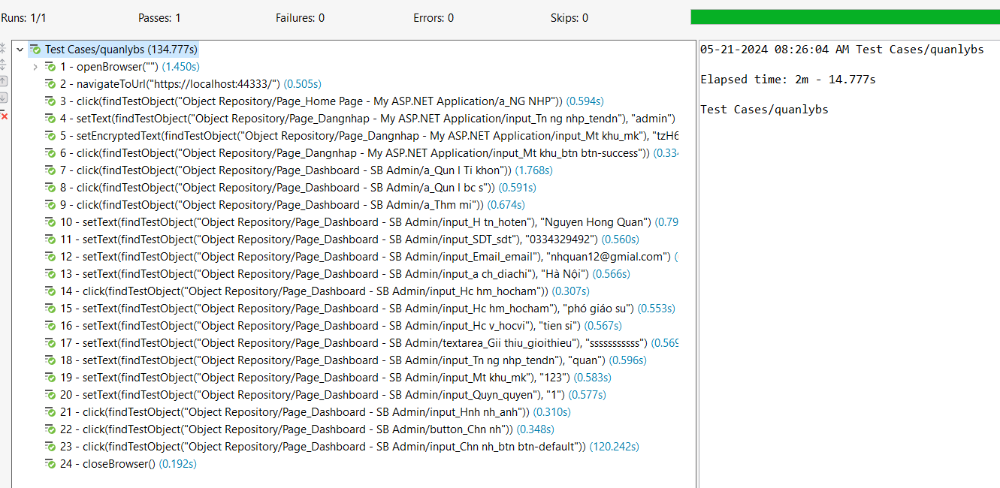 Runs: 1/1 Passes: 1 Failures: 0 Errors: 0 Skips: 0
Test Cases/quanlybs (134.777s)
1 - openBrowser("") (1.450s)
2 - navigateToUrl("https://localhost:44333/") (0.505s)
3 - click(findTestObject("Object Repository/Page_Home Page - My ASP.NET Application/a_NG NHP")) (0.594s)
4 - setText(findTestObject("Object Repository/Page_Dangnhap - My ASP.NET Application/input_Tn ng nhp_tendn"), "admin")
5 - setEncryptedText(findTestObject("Object Repository/Page_Dangnhap - My ASP.NET Application/input_Mt khu_mk"), "tzH6
6 - click(findTestObject("Object Repository/Page_Dangnhap - My ASP.NET Application/input_Mt khu_btn btn-success")) (0.334
7 - click(findTestObject("Object Repository/Page_Dashboard - SB Admin/a_Qun l Ti khon")) (1.768s)
8 - click(findTestObject("Object Repository/Page_Dashboard - SB Admin/a_Qun l bc s")) (0.591s)
9 - click(findTestObject("Object Repository/Page_Dashboard - SB Admin/a_Thm mi")) (0.674s)
10 - setText(findTestObject("Object Repository/Page_Dashboard - SB Admin/input_H tn_hoten"), "Nguyen Hong Quan") (0.79
11 - setText(findTestObject("Object Repository/Page_Dashboard - SB Admin/input_SDT_sdt"), "0334329492") (0.560s)
12 - setText(findTestObject("Object Repository/Page_Dashboard - SB Admin/input_Email_email"), "nhquan12@gmial.com") (
13 - setText(findTestObject("Object Repository/Page_Dashboard - SB Admin/input_a ch_diachi"), "Hà Nội") (0.566s)
14 - click(findTestObject("Object Repository/Page_Dashboard - SB Admin/input_Hc hm_hocham")) (0.307s)
15 - setText(findTestObject("Object Repository/Page_Dashboard - SB Admin/input_Hc hm_hocham"), "phó giáo su") (0.553s)
16 - setText(findTestObject("Object Repository/Page_Dashboard - SB Admin/input_Hc v_hocvi"), "tien si") (0.567s)
17 - setText(findTestObject("Object Repository/Page_Dashboard - SB Admin/textarea_Gii thiu_gioithieu"), "sssssssssss") (0.569
18 - setText(findTestObject("Object Repository/Page_Dashboard - SB Admin/input_Tn ng nhp_tendn"), "quan") (0.596s)
19 - setText(findTestObject("Object Repository/Page_Dashboard - SB Admin/input_Mt khu_mk"), "123") (0.583s)
20 - setText(findTestObject("Object Repository/Page_Dashboard - SB Admin/input_Quyn_quyen"), "1") (0.577s)
21 - click(findTestObject("Object Repository/Page_Dashboard - SB Admin/input_Hnh nh_anh")) (0.310s)
22 - click(findTestObject("Object Repository/Page_Dashboard - SB Admin/button_Chn nh")) (0.348s)
23 - click(findTestObject("Object Repository/Page_Dashboard - SB Admin/input_Chn nh_btn btn-default")) (120.242s)
24 - closeBrowser() (0.192s)
05-21-2024 08:26:04 AM Test Cases/quanlybs
Elapsed time: 2m - 14.777s
Test Cases/quanlybs